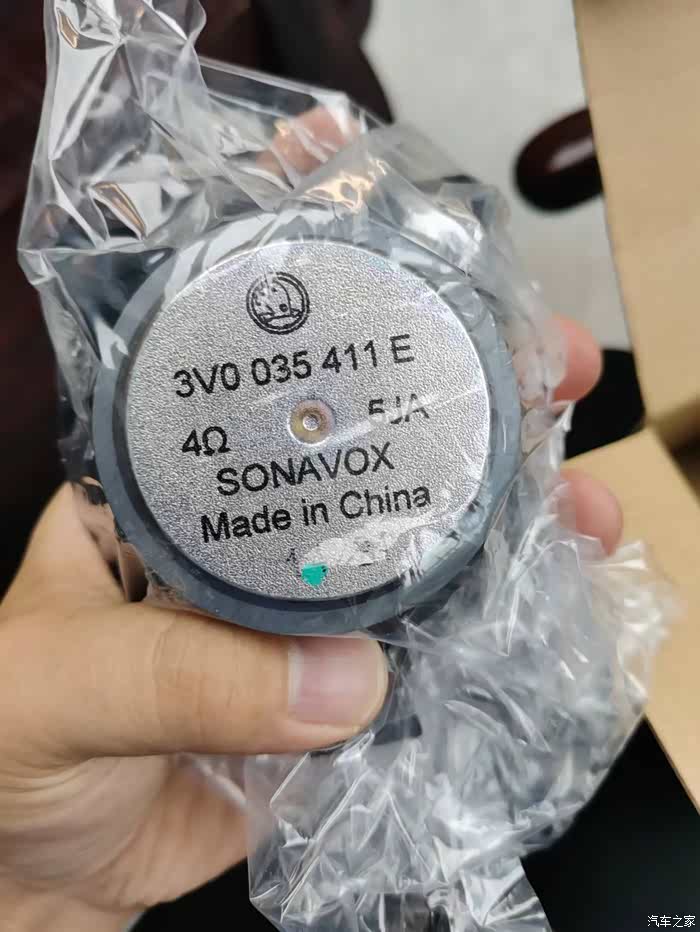 3V0 035 411 E
4Ω 5JA
SONAVOX
Made in China
汽车之家